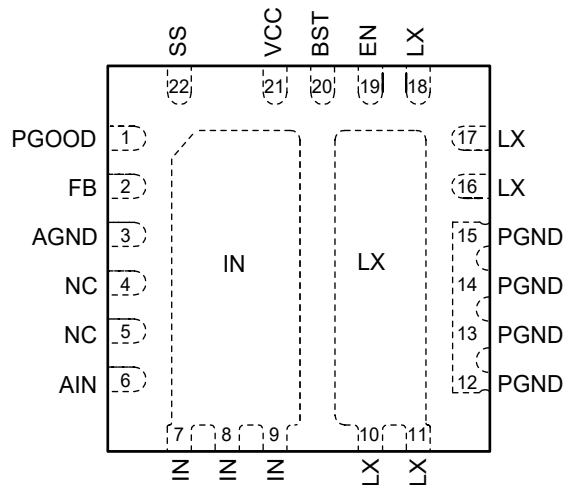 SS VCC BST EN LX
22 21 20 19 18
PGOOD 1 17 LX
FB 2 16 LX
AGND 3 15 PGND
IN LX
NC 4 14 PGND
NC 5 13 PGND
AIN 6 12 PGND
7 8 9 10 11
IN IN IN LX LX